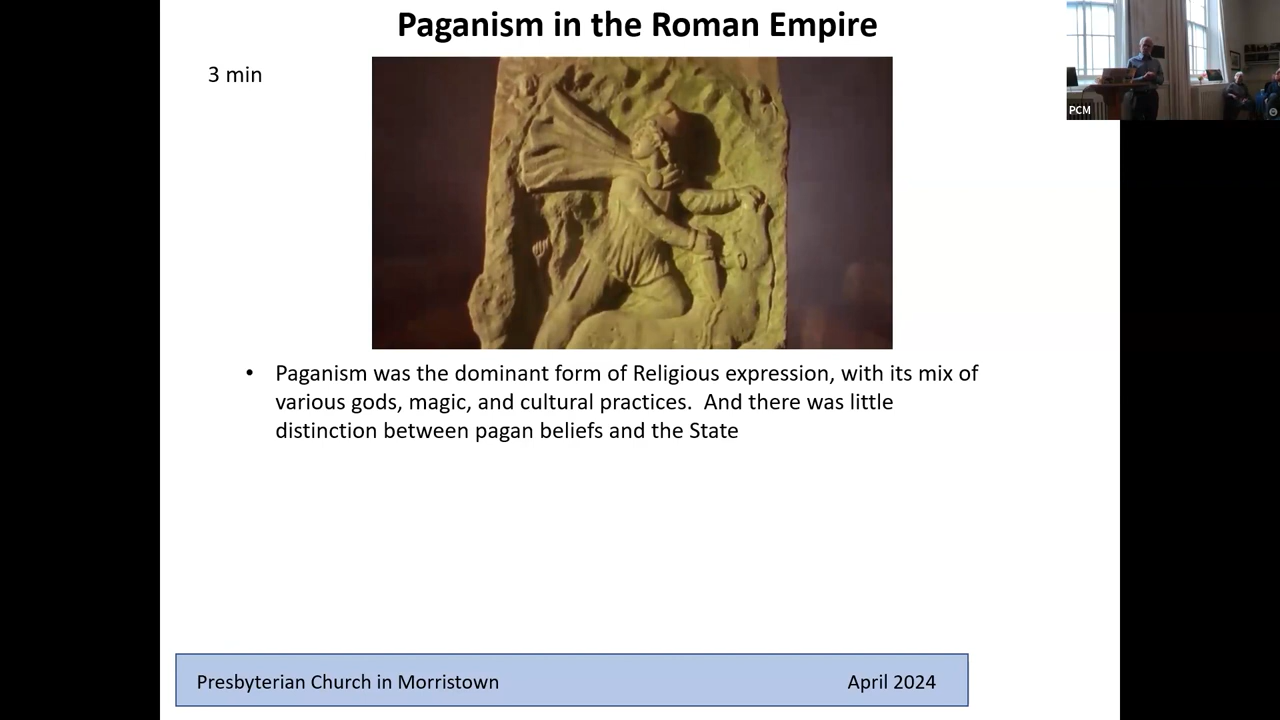 Paganism in the Roman Empire
3 min
PCM
• Paganism was the dominant form of Religious expression, with its mix of
various gods, magic, and cultural practices.  And there was little
distinction between pagan beliefs and the State
Presbyterian Church in Morristown
April 2024